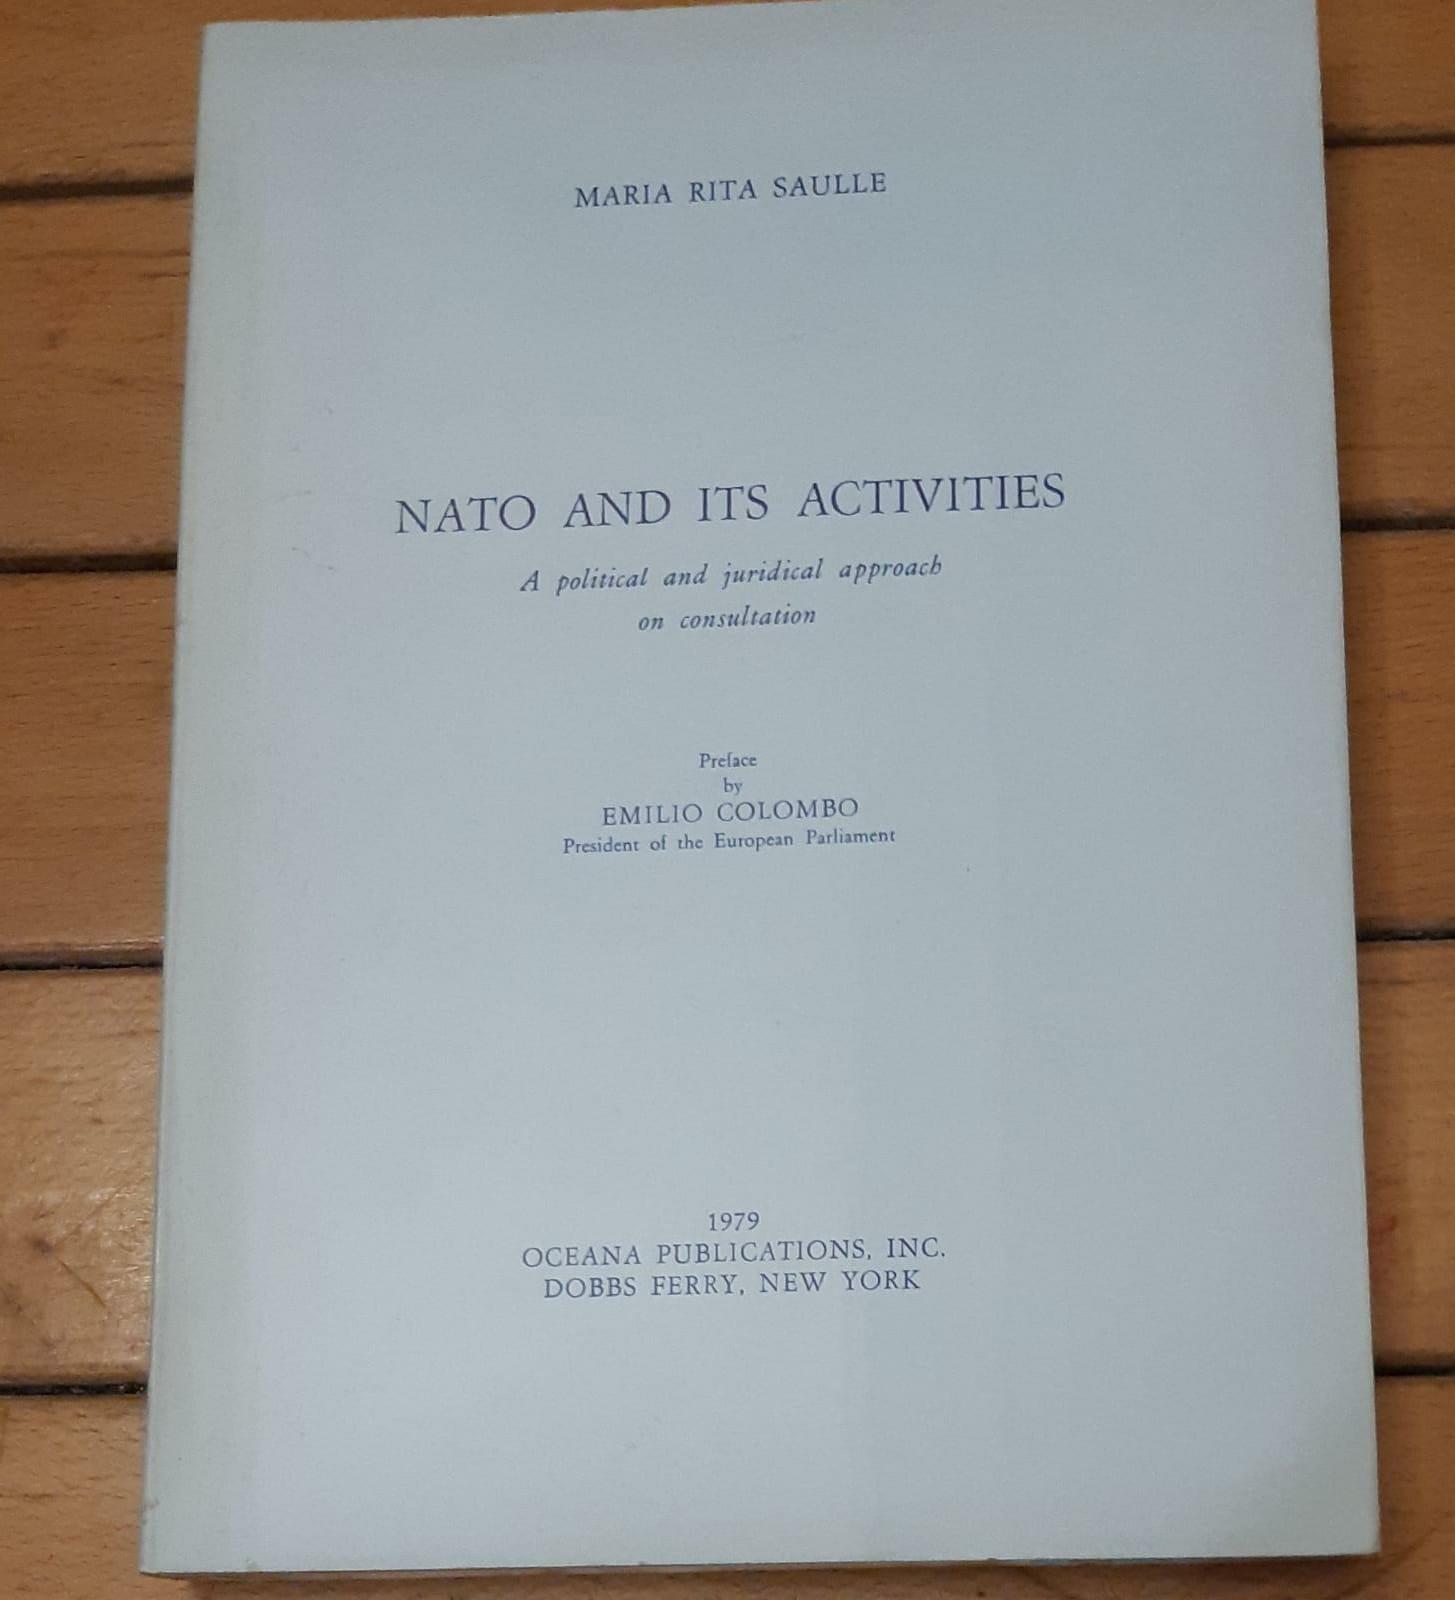 MARIA RITA SAULLE
NATO AND ITS ACTIVITIES
A political and juridical approach
on consultation
Preface
by
EMILIO COLOMBO
President of the European Parliament
1979
OCEANA PUBLICATIONS, INC.
DOBBS FERRY, NEW YORK